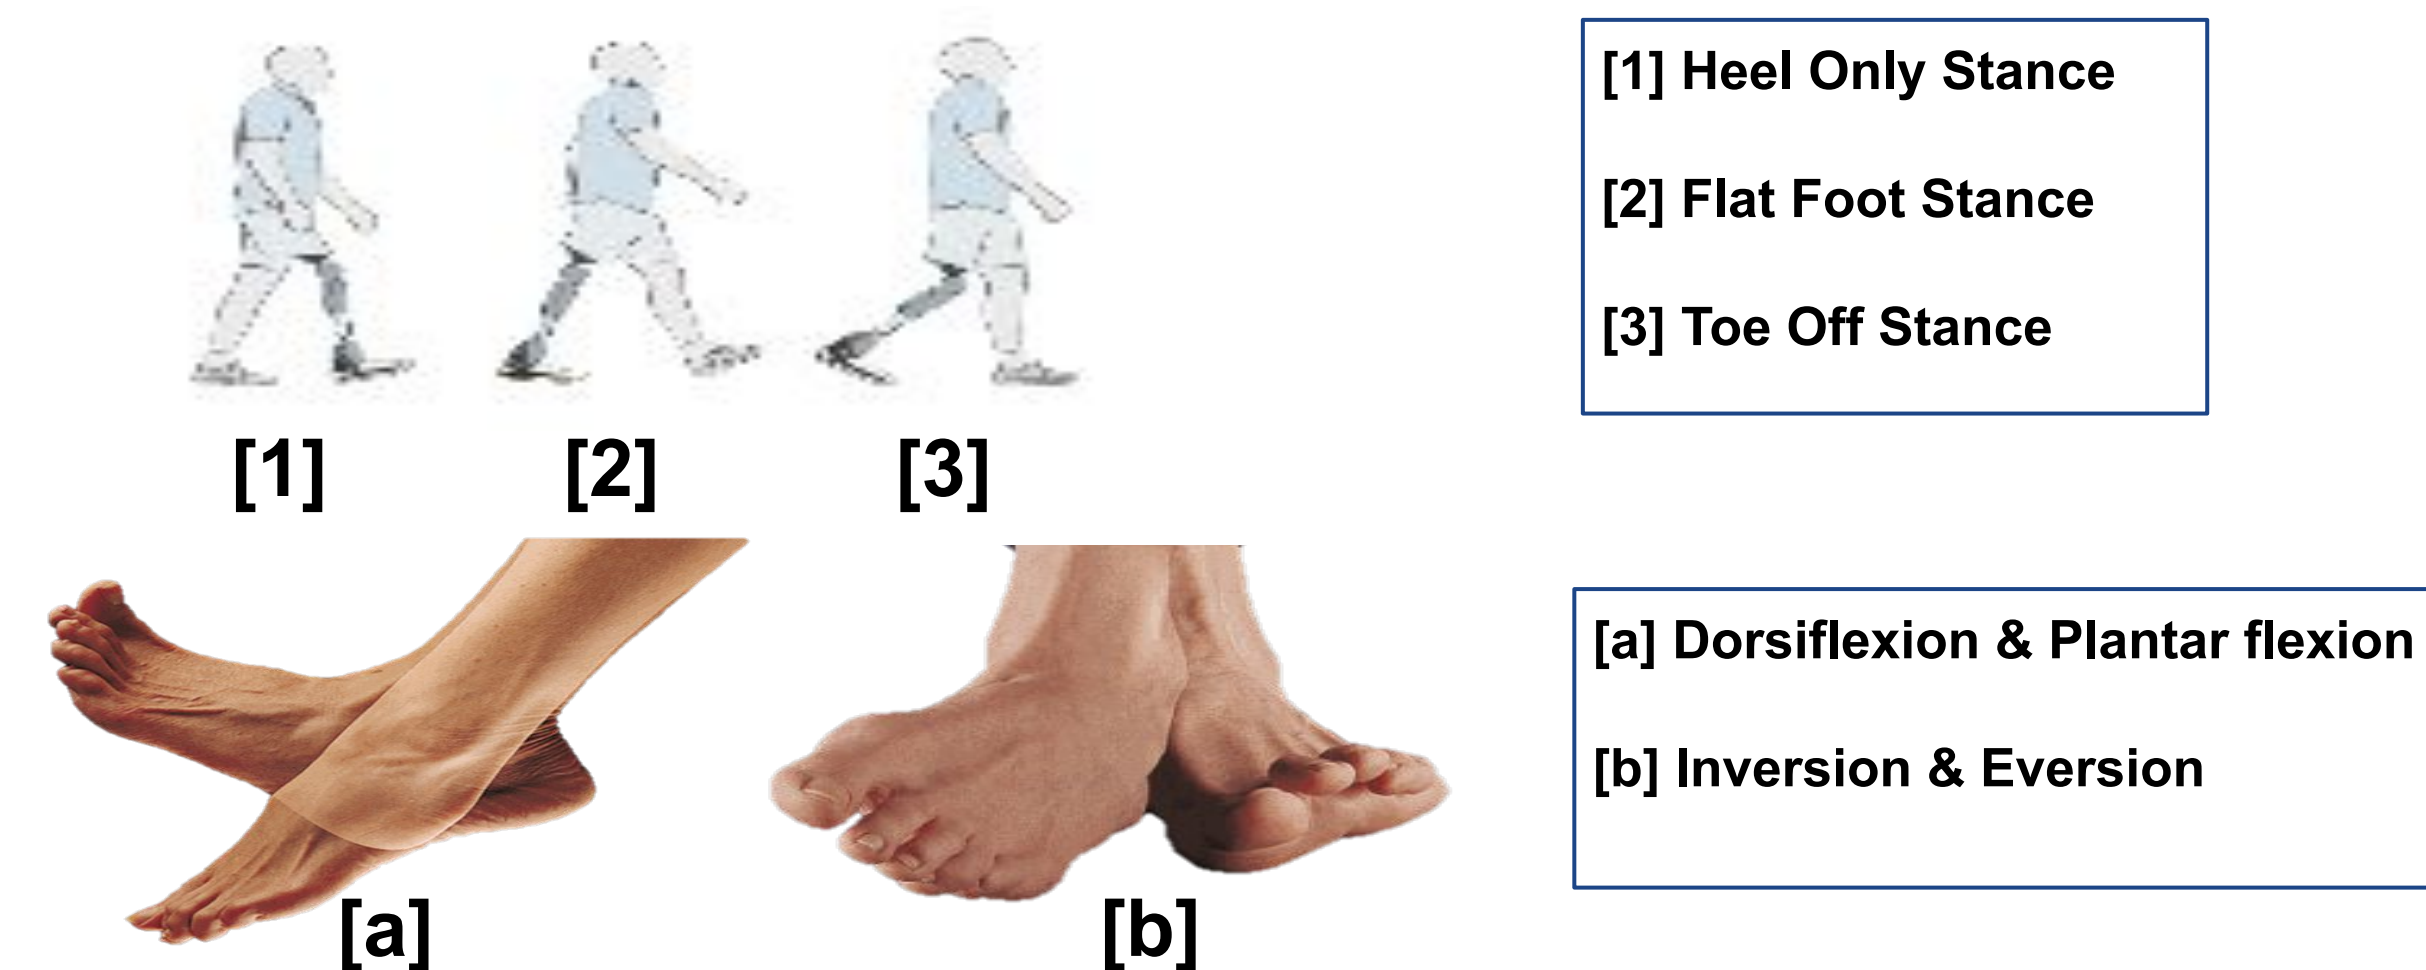 [1] Heel Only Stance
[2] Flat Foot Stance
[3] Toe Off Stance
[1] [2] [3]
[a] Dorsiflexion & Plantar flexion
[b] Inversion & Eversion
[a] [b]